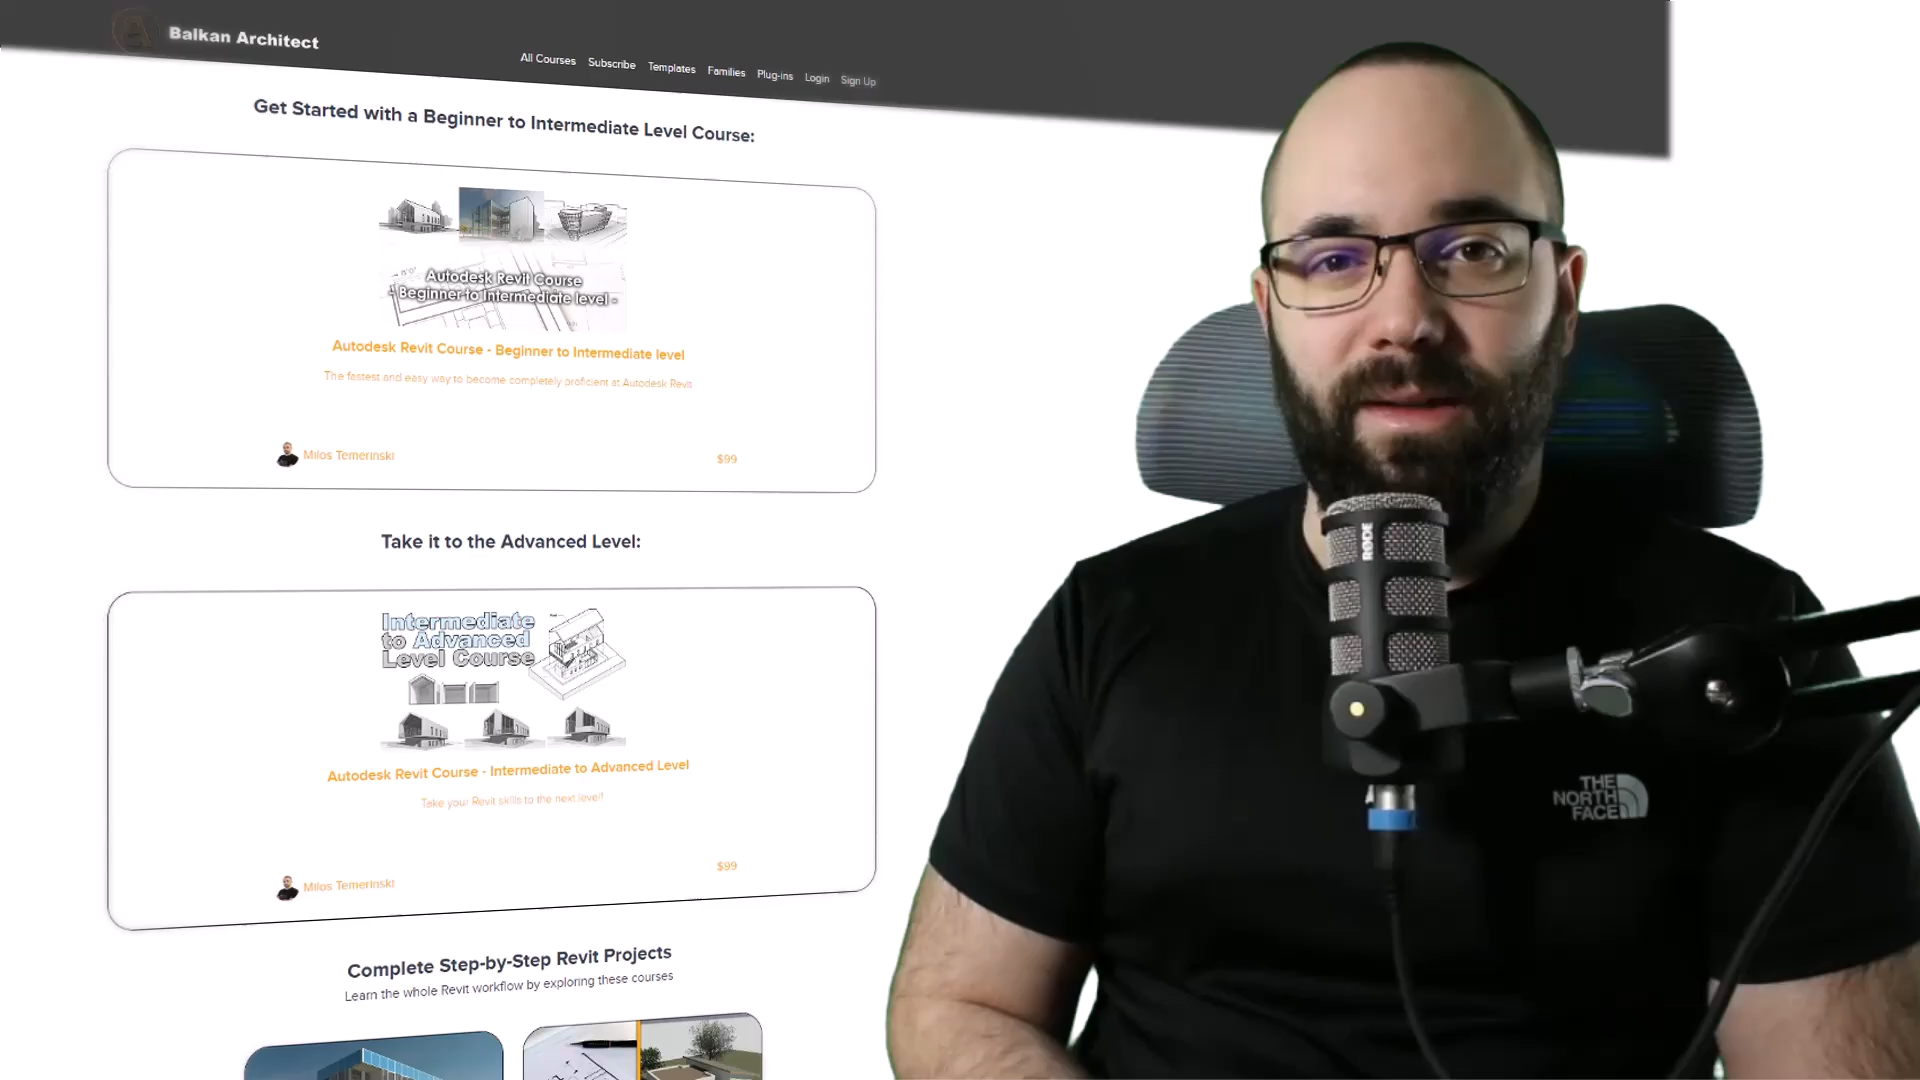 Balkan Architect
All Courses Subscribe Templates Families Plug-ins Login Sign Up
Get Started with a Beginner to Intermediate Level Course:
Autodesk Revit Course
- Beginner to Intermediate level -
Autodesk Revit Course - Beginner to Intermediate level
The fastest and easy way to become completely proficient at Autodesk Revit
Milos Temerinski
$99
Take it to the Advanced Level:
Intermediate
to Advanced
Level Course
Autodesk Revit Course - Intermediate to Advanced Level
Take your Revit skills to the next level!
$99
Milos Temerinski
Complete Step-by-Step Revit Projects
Learn the whole Revit workflow by exploring these courses
RØDE
THE
NORTH
FACE